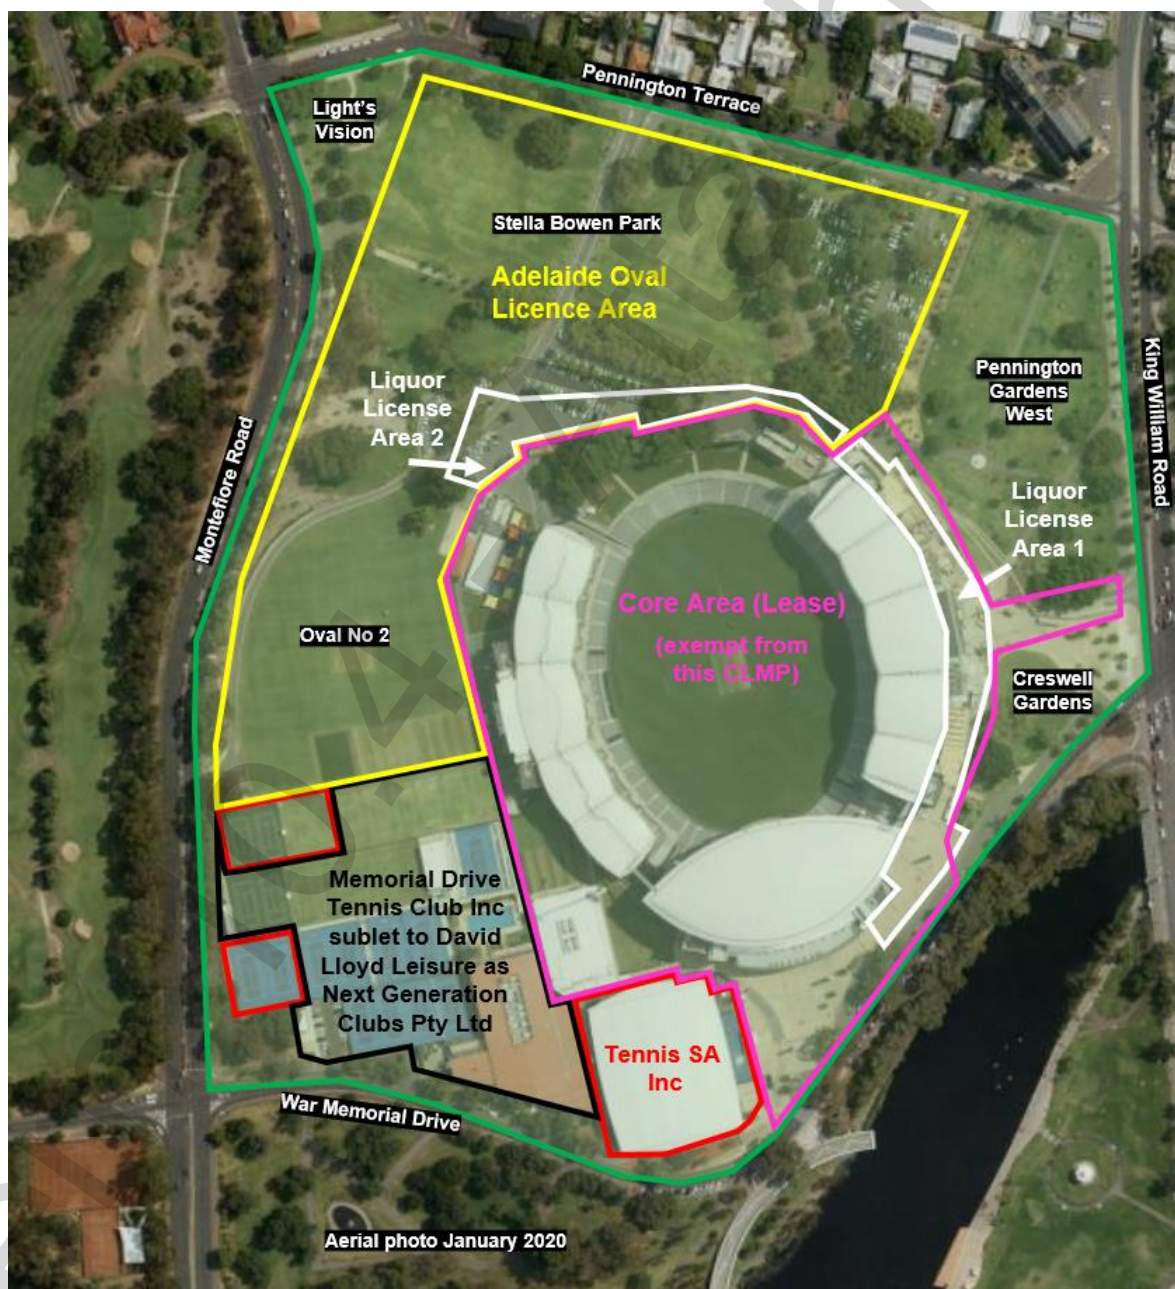 Pennington Terrace
Light's
Vision
Stella Bowen Park
Adelaide Oval
Licence Area
Liquor
License
Area 2
Pennington
Gardens
West
King William Road
Montefiore Road
Liquor
License
Area 1
Core Area (Lease)
(exempt from
this CLMP)
Oval No 2
Creswell
Gardens
Memorial Drive
Tennis Club Inc
sublet to David
Lloyd Leisure as
Next Generation
Clubs Pty Ltd
Tennis SA
Inc
War Memorial Drive
Aerial photo January 2020